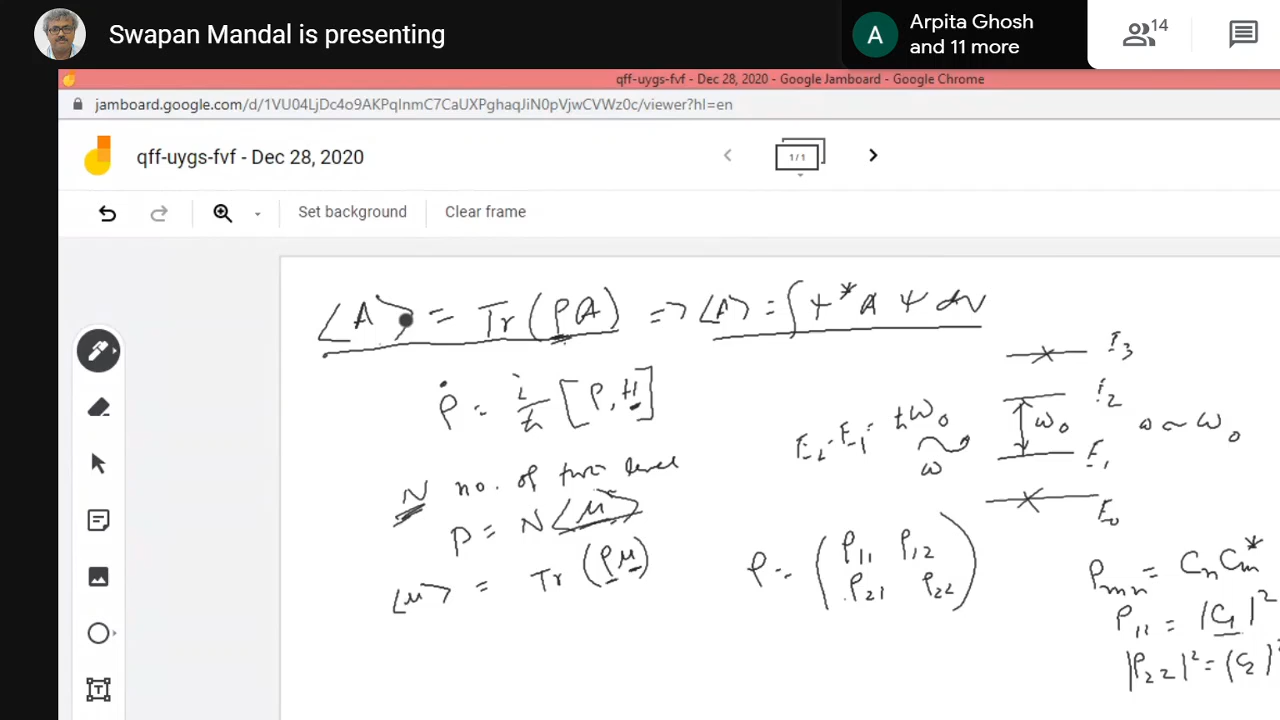 Swapan Mandal is presenting
A
Arpita Ghosh
and 11 more
14
qff-uygs-fvf - Dec 28, 2020 - Google Jamboard - Google Chrome
jamboard.google.com/d/1VU04LjDc4o9AKPqlnmC7CaUXPghaqJiN0pVjwCVWz0c/viewer?hl=en
qff-uygs-fvf - Dec 28, 2020
1/1
Set background
Clear frame
⟨A⟩ = Tr (ρA) => ⟨A⟩ = ∫ψ* A ψ dv
ρ̇ = i/ħ [ρ, H]
N no. of two level
P = N⟨μ⟩
⟨μ⟩ = Tr (ρμ)
E₃
E₂
E₂ - E₁ = ħω₀
ω
ω₀
ω ~ ω₀
E₁
E₀
ρ = (ρ₁₁ ρ₁₂
ρ₂₁ ρ₂₂)
ρₘₙ = Cₙ Cₘ*
ρ₁₁ = |C₁|²
|ρ₂₂|² = |C₂|²
T